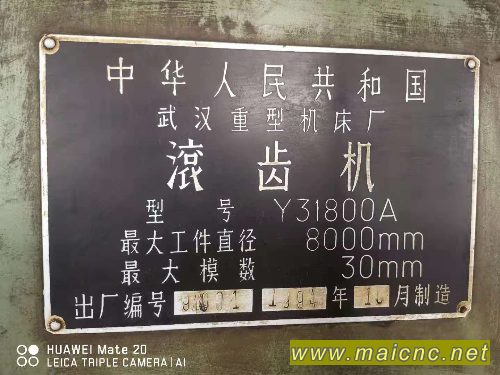 中华人民共和国
武汉重型机床厂
滚齿机
型号 Y31800A
最大工件直径 8000mm
最大模数 30mm
出厂编号 年 月制造
HUAWEI Mate 20
LEICA TRIPLE CAMERA | AI
www.maicnc.net